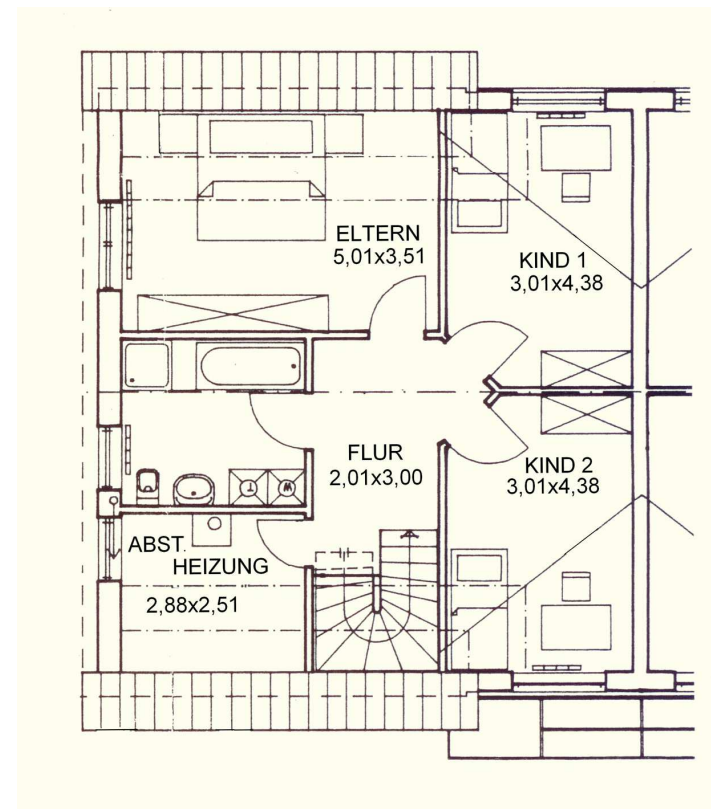 ELTERN
5,01x3,51
KIND 1
3,01x4,38
FLUR
2,01x3,00
KIND 2
3,01x4,38
T
W
ABST.
HEIZUNG
2,88x2,51